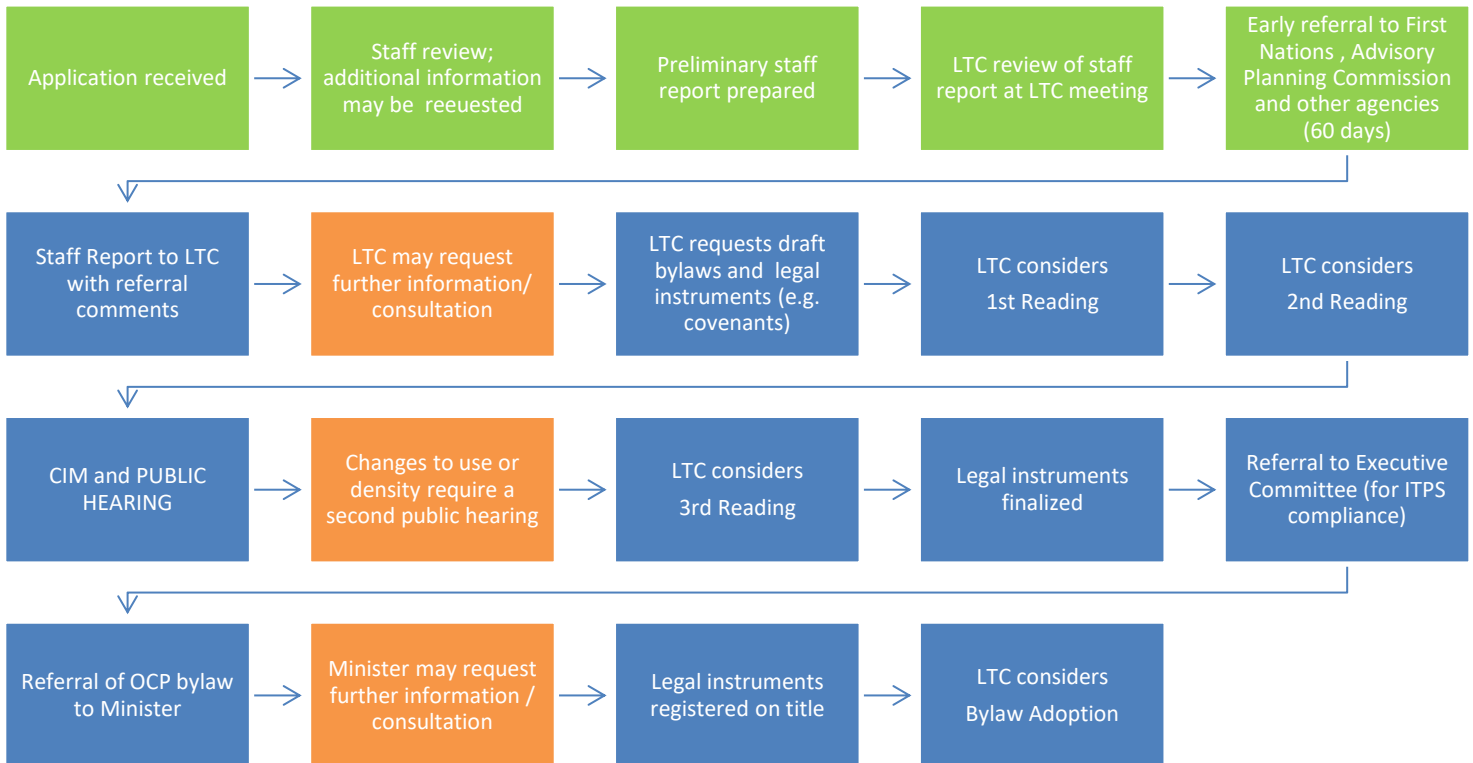 Application received
Staff review;
additional information
may be  reeuested
Preliminary staff
report prepared
LTC review of staff
report at LTC meeting
Early referral to First
Nations , Advisory
Planning Commission
and other agencies
(60 days)
Staff Report to LTC
with referral
comments
LTC may request
further information/
consultation
LTC requests draft
bylaws and  legal
instruments (e.g.
covenants)
LTC considers
1st Reading
LTC considers
2nd Reading
CIM and PUBLIC
HEARING
Changes to use or
density require a
second public hearing
LTC considers
3rd Reading
Legal instruments
finalized
Referral to Executive
Committee (for ITPS
compliance)
Referral of OCP bylaw
to Minister
Minister may request
further information /
consultation
Legal instruments
registered on title
LTC considers
Bylaw Adoption